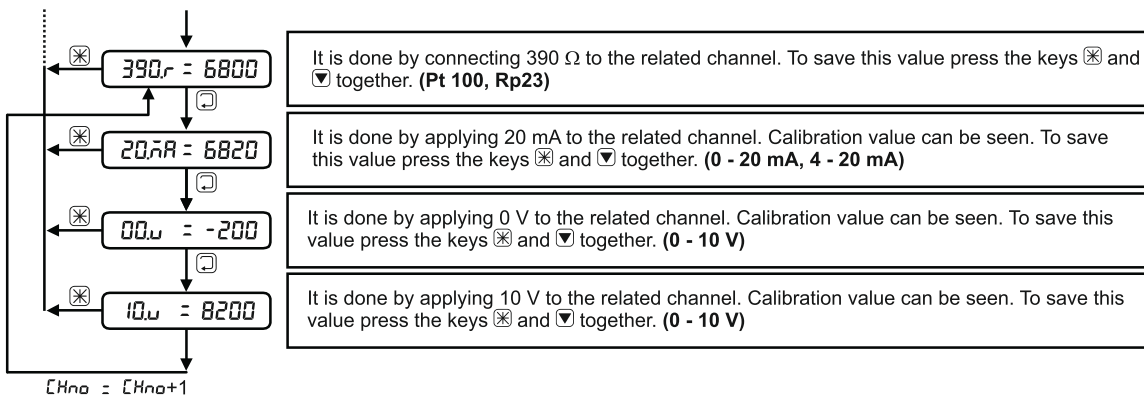 390.r = 6800
It is done by connecting 390 Ω to the related channel. To save this value press the keys ✳ and
▼ together. (Pt 100, Rp23)
20.mA = 6820
It is done by applying 20 mA to the related channel. Calibration value can be seen. To save
this value press the keys ✳ and ▼ together. (0 - 20 mA, 4 - 20 mA)
00.u = -200
It is done by applying 0 V to the related channel. Calibration value can be seen. To save this
value press the keys ✳ and ▼ together. (0 - 10 V)
10.u = 8200
It is done by applying 10 V to the related channel. Calibration value can be seen. To save this
value press the keys ✳ and ▼ together. (0 - 10 V)
CHno = CHno+1